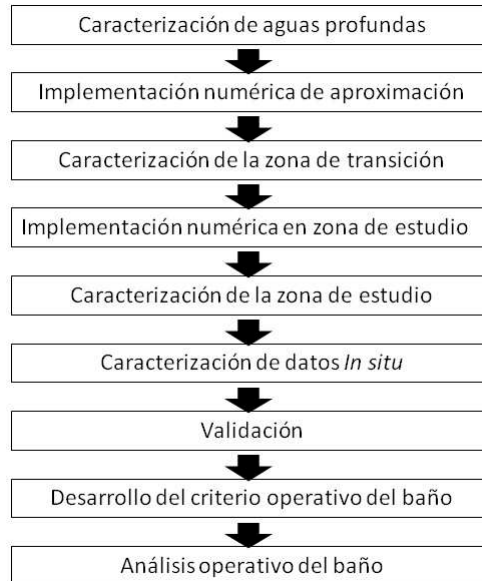 Caracterización de aguas profundas
Implementación numérica de aproximación
Caracterización de la zona de transición
Implementación numérica en zona de estudio
Caracterización de la zona de estudio
Caracterización de datos In situ
Validación
Desarrollo del criterio operativo del baño
Análisis operativo del baño